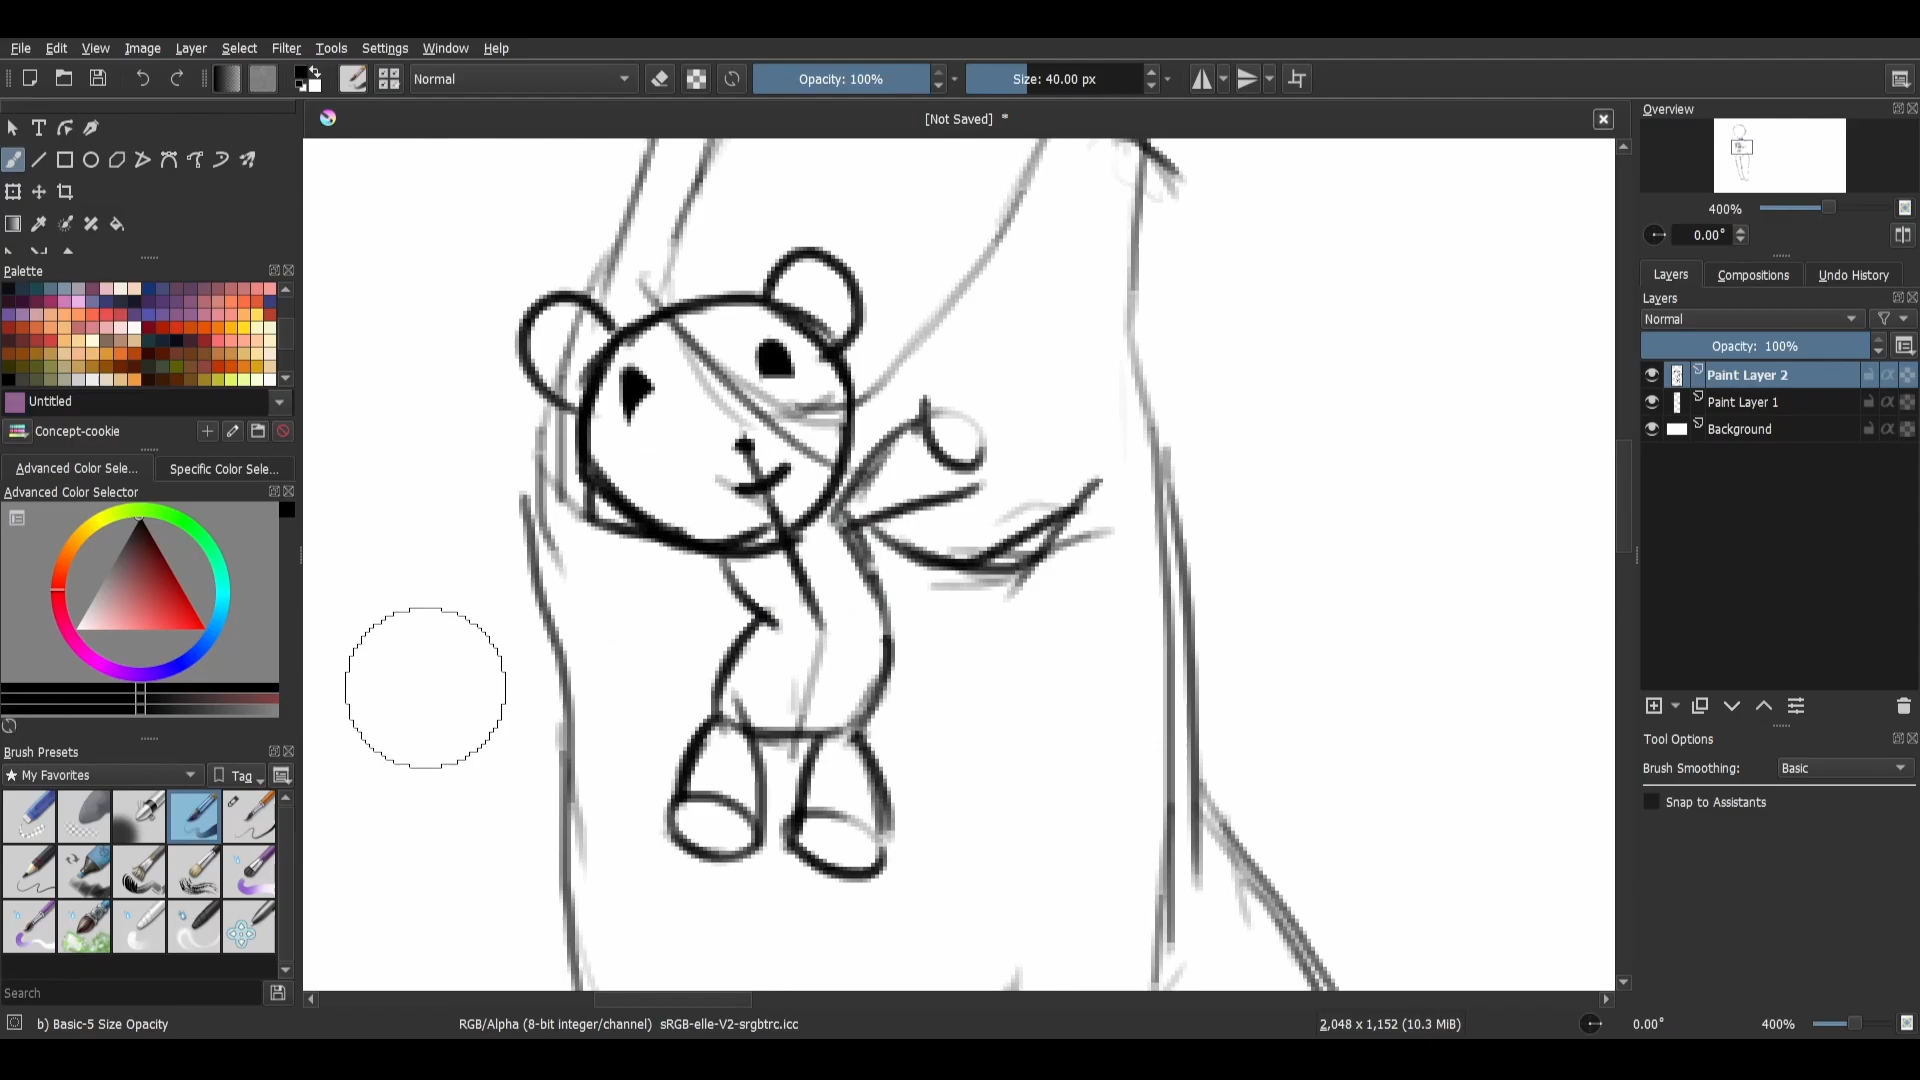 File Edit View Image Layer Select Filter Tools Settings Window Help
Normal Opacity: 100% Size: 40.00 px
[Not Saved] *
Overview
400%
0.00°
Layers Compositions Undo History
Layers
Normal
Opacity: 100%
Paint Layer 2
Paint Layer 1
Background
Tool Options
Brush Smoothing: Basic
Snap to Assistants
Palette
Untitled
Concept-cookie
Advanced Color Sele... Specific Color Sele...
Advanced Color Selector
Brush Presets
★ My Favorites Tag
Search
b) Basic-5 Size Opacity RGB/Alpha (8-bit integer/channel) sRGB-elle-V2-srgbtrc.icc 2,048 x 1,152 (10.3 MiB) 0.00° 400%